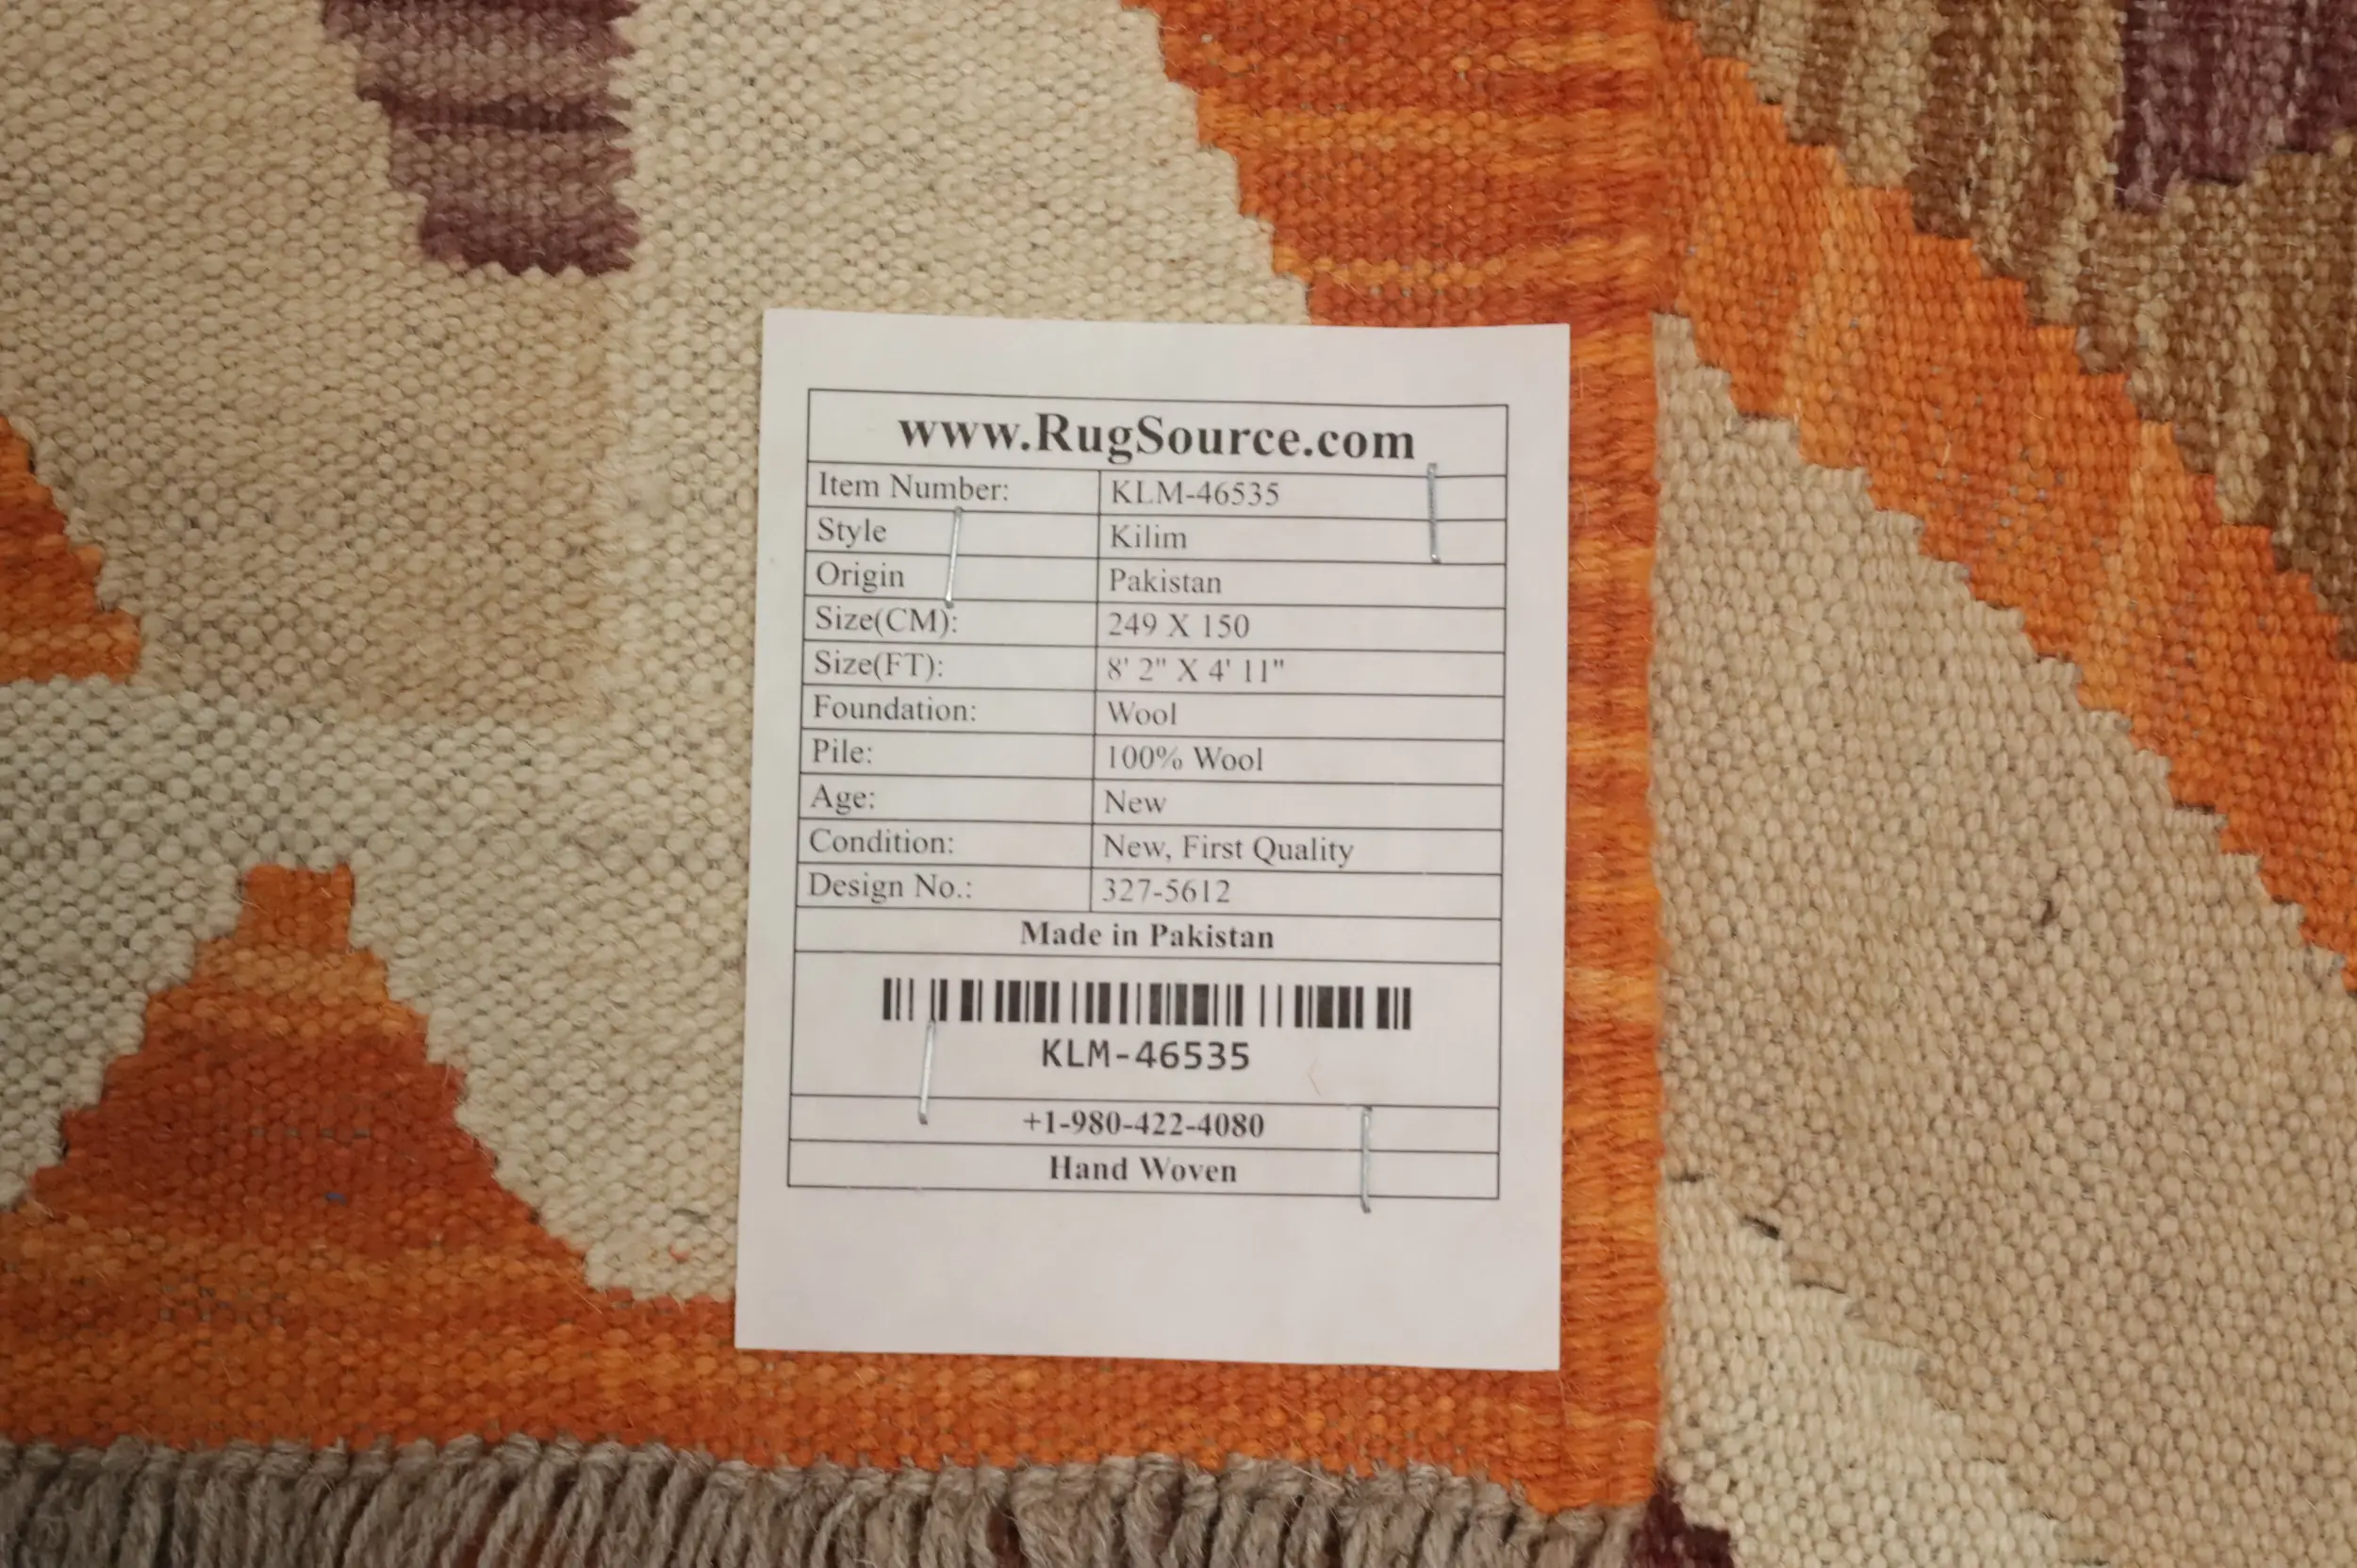 www.RugSource.com
Item Number: KLM-46535
Style Kilim
Origin Pakistan
Size(CM): 249 X 150
Size(FT): 8' 2" X 4' 11"
Foundation: Wool
Pile: 100% Wool
Age: New
Condition: New, First Quality
Design No.: 327-5612
Made in Pakistan
KLM-46535
+1-980-422-4080
Hand Woven